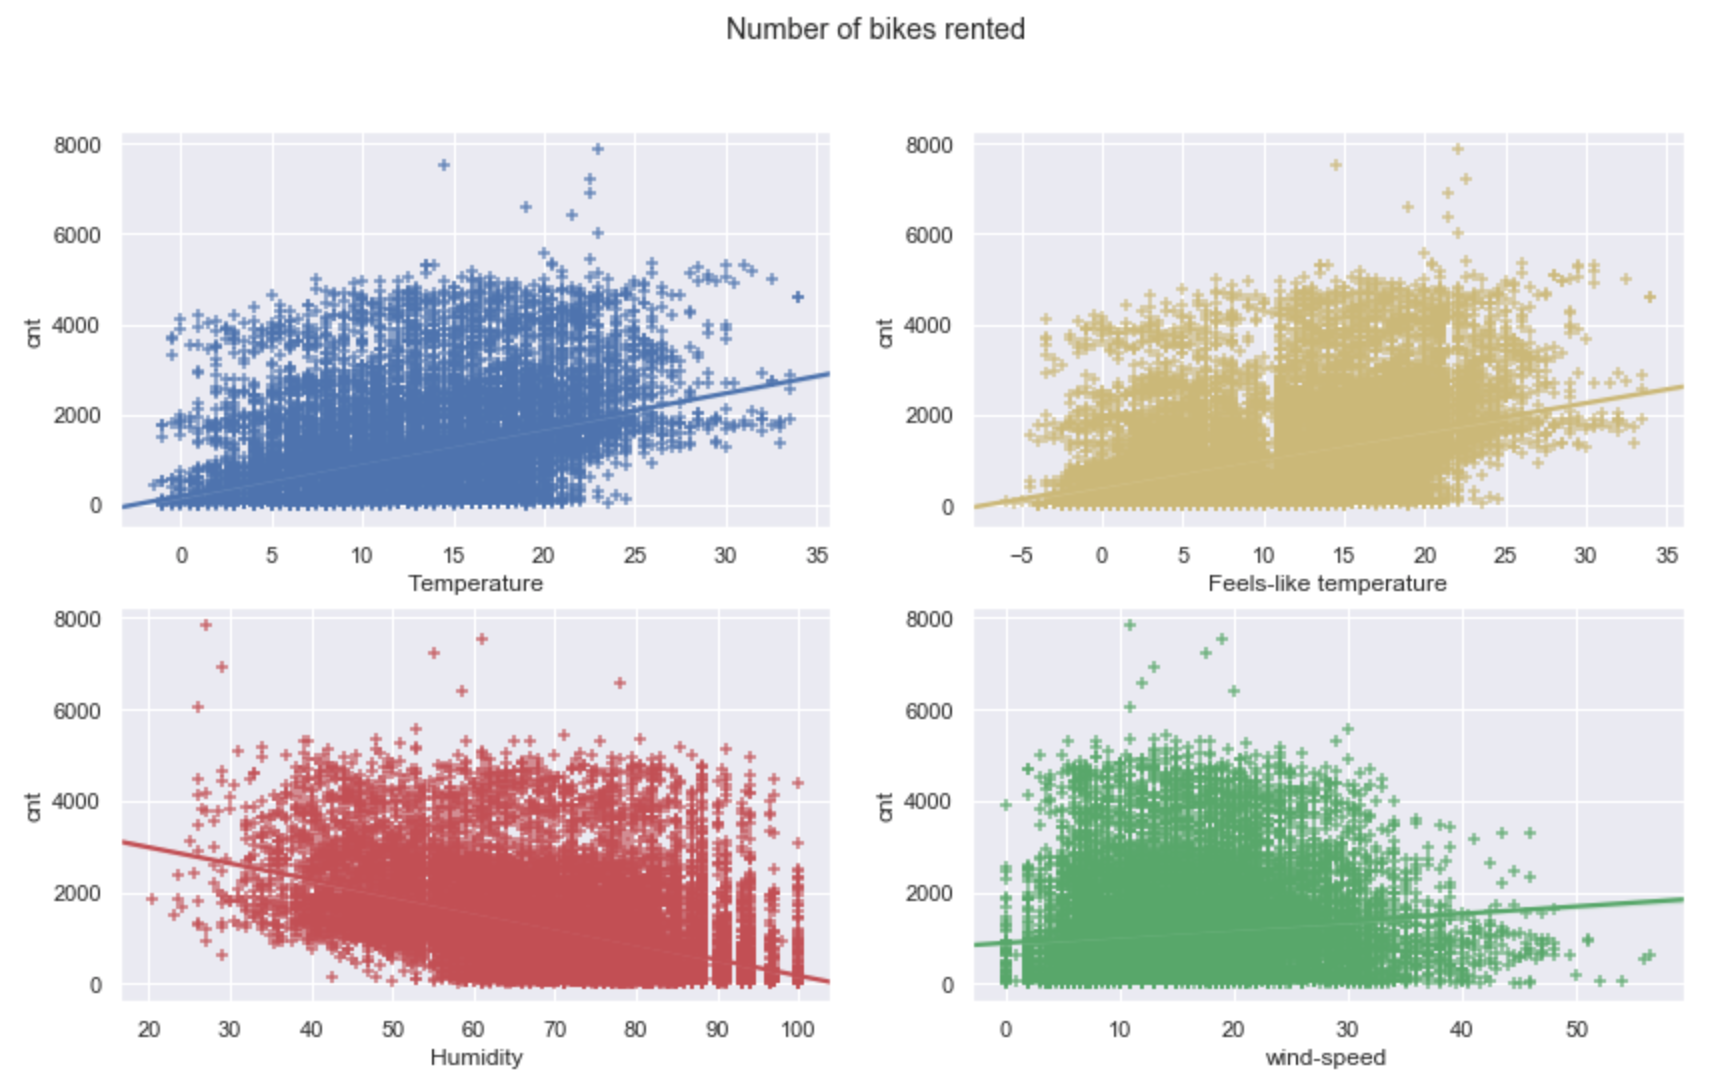 Number of bikes rented
8000
6000
4000
2000
0
cnt
0 5 10 15 20 25 30 35
Temperature
8000
6000
4000
2000
0
cnt
−5 0 5 10 15 20 25 30 35
Feels-like temperature
8000
6000
4000
2000
0
cnt
20 30 40 50 60 70 80 90 100
Humidity
8000
6000
4000
2000
0
cnt
0 10 20 30 40 50
wind-speed